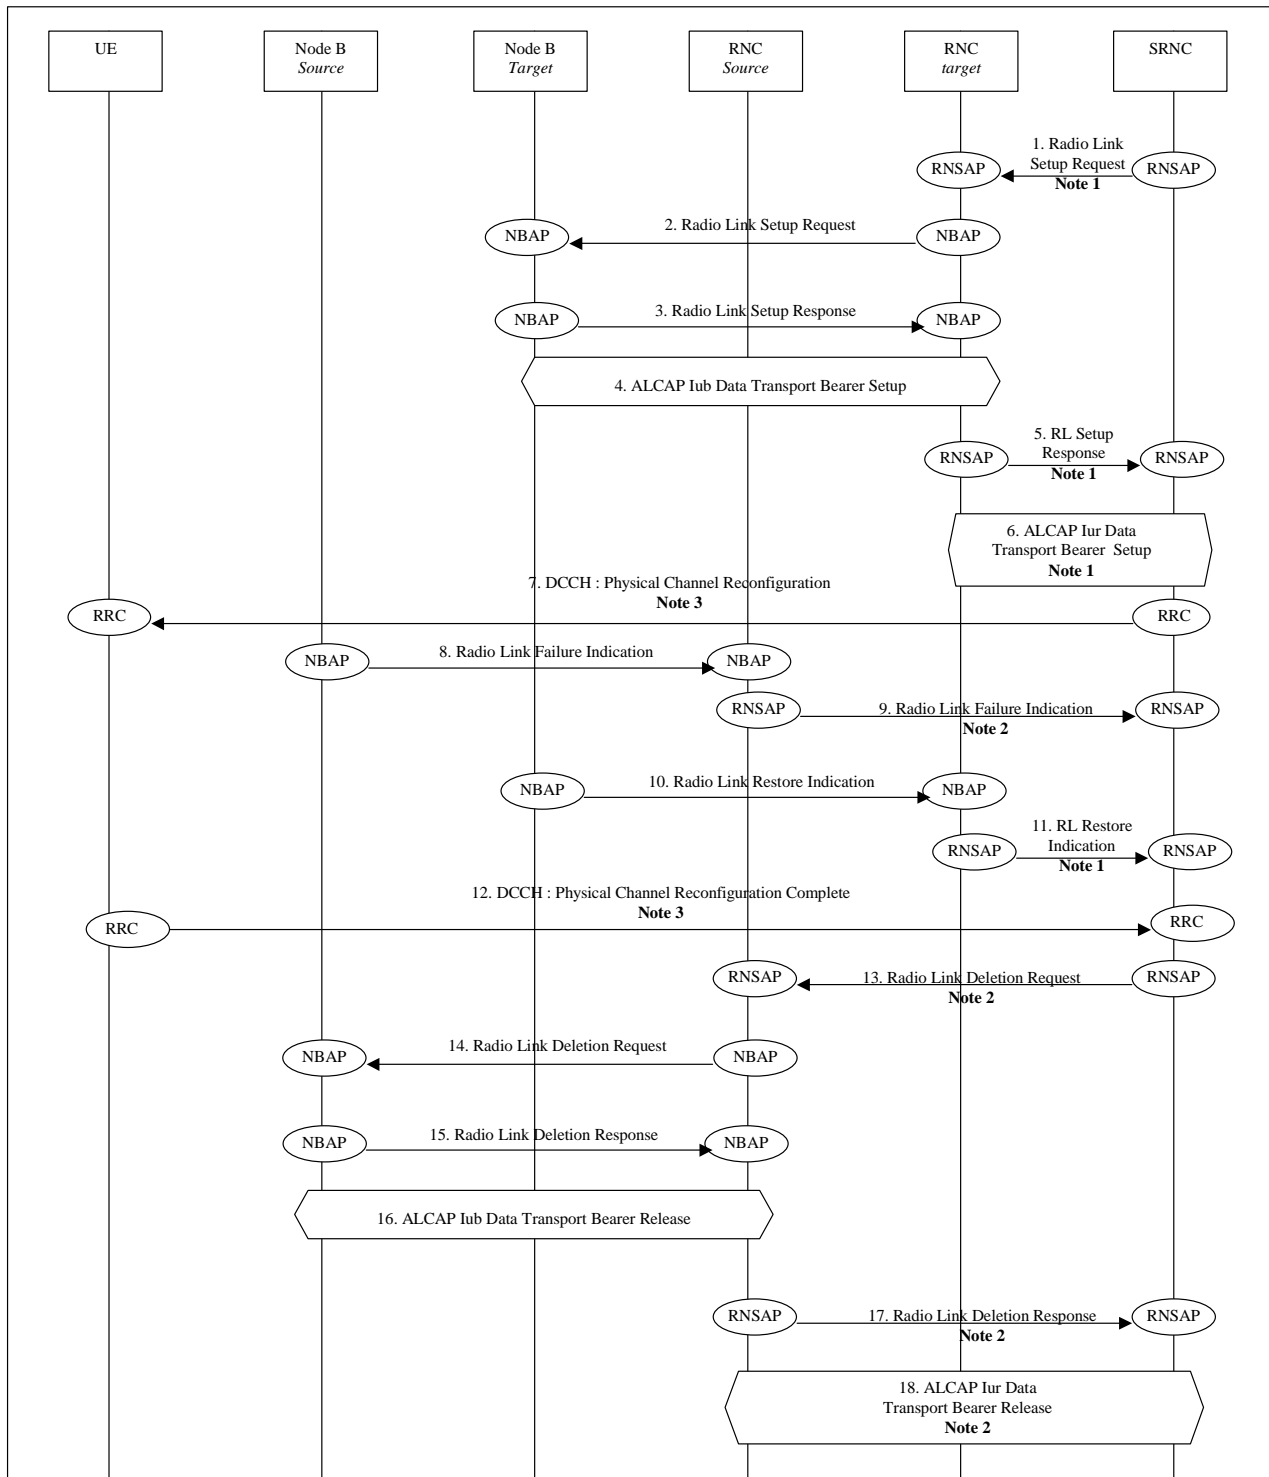 UE
Node B
Source
Node B
Target
RNC
Source
RNC
target
SRNC
1. Radio Link
Setup Request
Note 1
RNSAP
RNSAP
2. Radio Link Setup Request
NBAP
NBAP
3. Radio Link Setup Response
NBAP
NBAP
4. ALCAP Iub Data Transport Bearer Setup
5. RL Setup
Response
Note 1
RNSAP
RNSAP
6. ALCAP Iur Data
Transport Bearer Setup
Note 1
7. DCCH : Physical Channel Reconfiguration
Note 3
RRC
RRC
8. Radio Link Failure Indication
NBAP
NBAP
RNSAP
9. Radio Link Failure Indication
Note 2
RNSAP
10. Radio Link Restore Indication
NBAP
NBAP
11. RL Restore
Indication
Note 1
RNSAP
RNSAP
12. DCCH : Physical Channel Reconfiguration Complete
Note 3
RRC
RRC
RNSAP
13. Radio Link Deletion Request
Note 2
RNSAP
14. Radio Link Deletion Request
NBAP
NBAP
15. Radio Link Deletion Response
NBAP
NBAP
16. ALCAP Iub Data Transport Bearer Release
RNSAP
17. Radio Link Deletion Response
Note 2
RNSAP
18. ALCAP Iur Data
Transport Bearer Release
Note 2